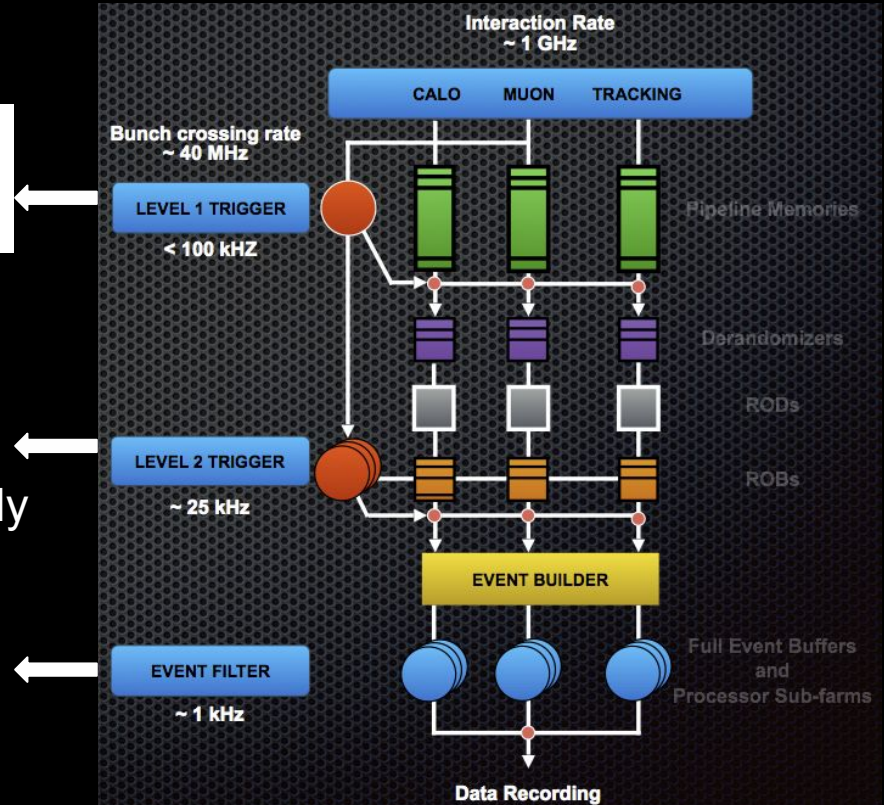 Interaction Rate
~ 1 GHz
CALO MUON TRACKING
Bunch crossing rate
~ 40 MHz
LEVEL 1 TRIGGER
< 100 kHZ
Pipeline Memories
Derandomizers
RODs
LEVEL 2 TRIGGER
ROBs
~ 25 kHz
ly
EVENT BUILDER
EVENT FILTER
~ 1 kHz
Full Event Buffers
and
Processor Sub-farms
Data Recording